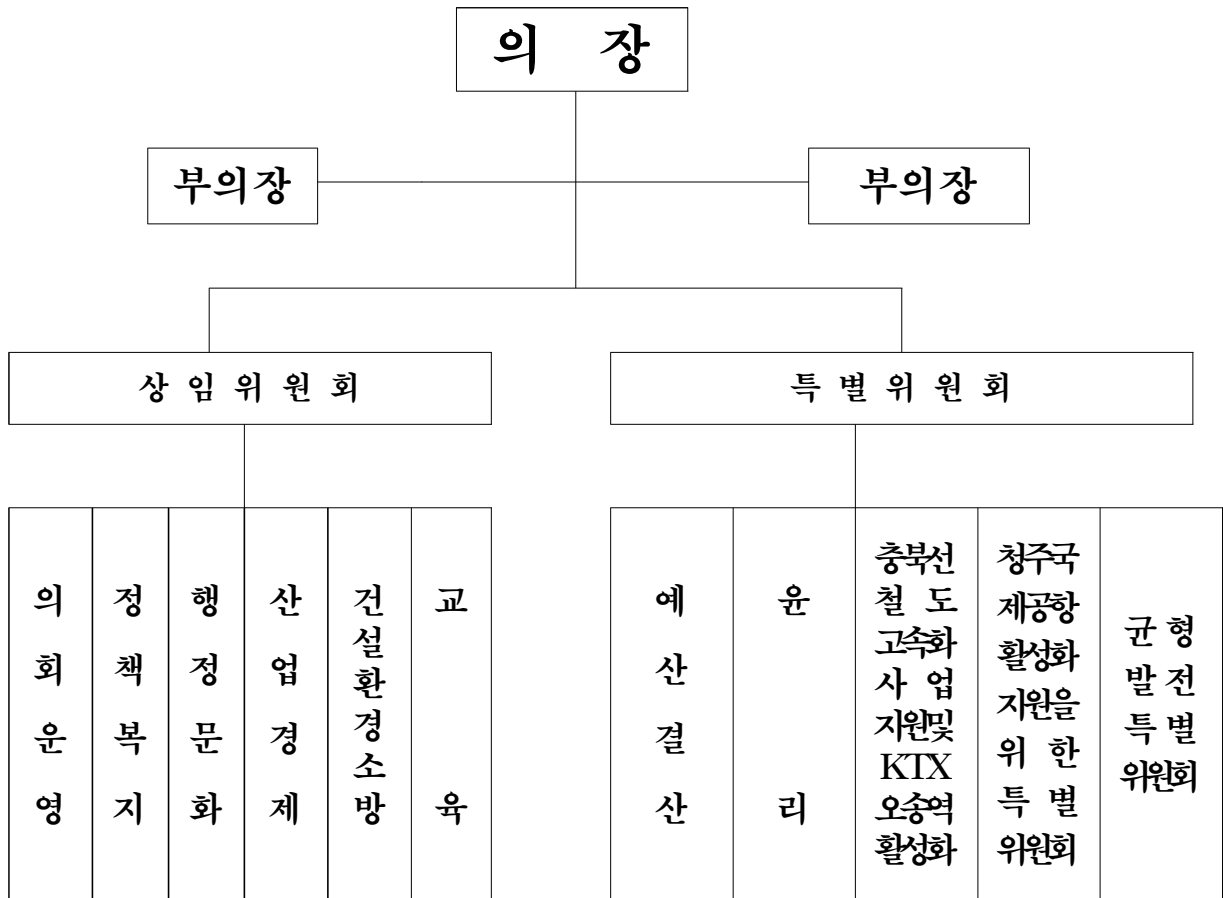 의 장
부의장
부의장
상 임 위 원 회
특 별 위 원 회
의회운영
정책복지
행정문화
산업경제
건설환경소방
교육
예산결산
윤리
충북선
철 도
고속화
사 업
지원및
KTX
오송역
활성화
청주국
제공항
활성화
지원을
위 한
특 별
위원회
균 형
발 전
특 별
위원회